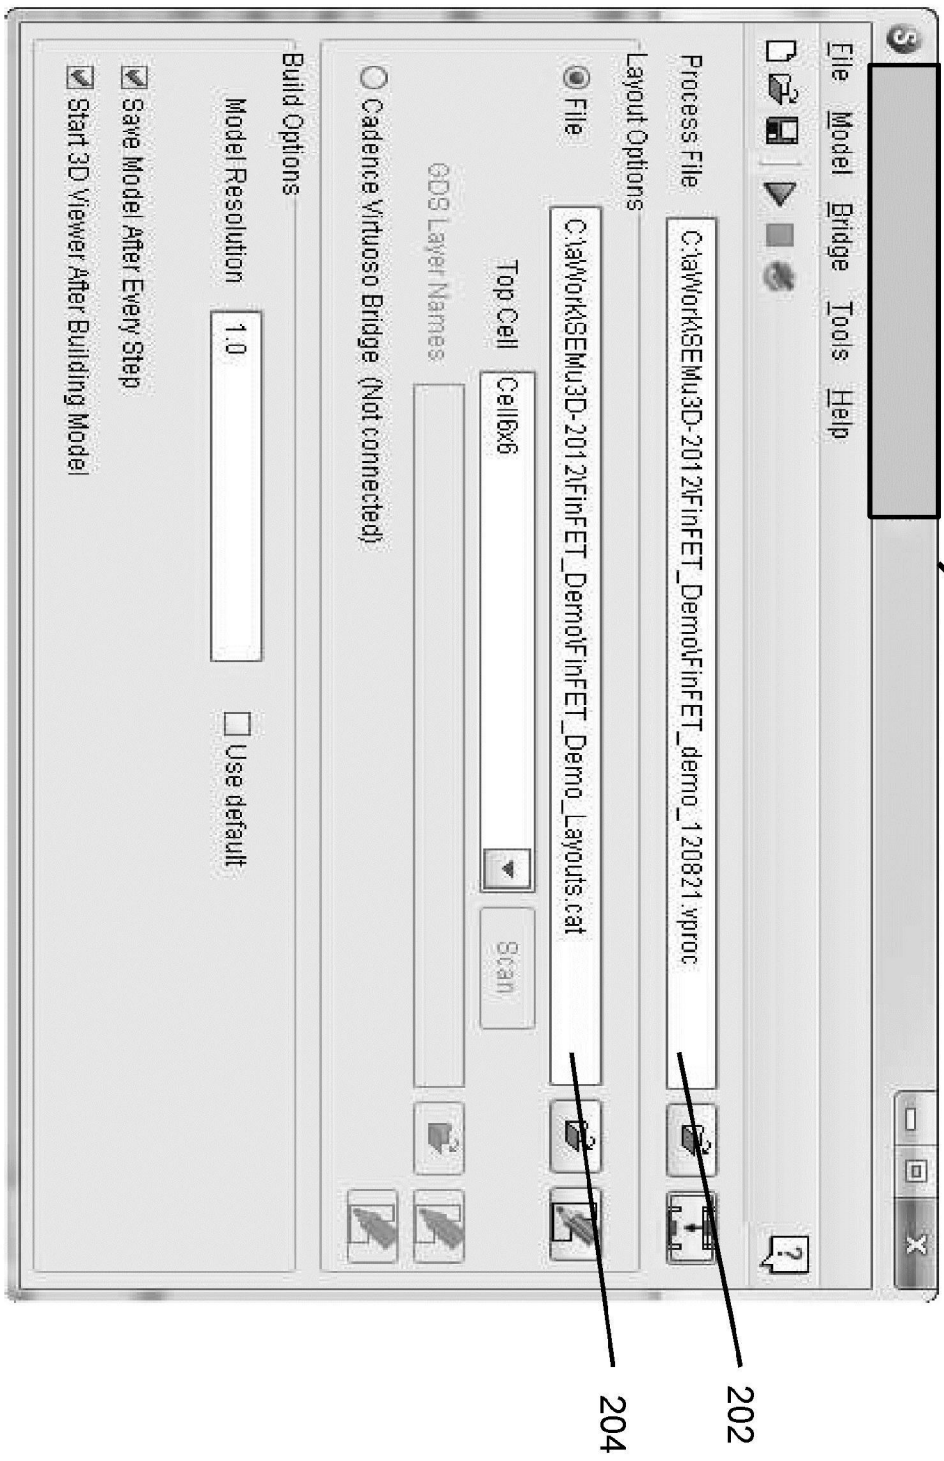 S
X
File Model Bridge Tools Help
?
Process File C:\aWork\SEMu3D-2012\FinFET_Demo\FinFET_demo_120821.vproc
Layout Options
File C:\aWork\SEMu3D-2012\FinFET_Demo\FinFET_Demo_Layouts.cat
Top Cell Cell6x6 Scan
GDS Layer Names
Cadence Virtuoso Bridge (Not connected)
Build Options
Model Resolution 1.0 Use default
Save Model After Every Step
Start 3D Viewer After Building Model
202
204